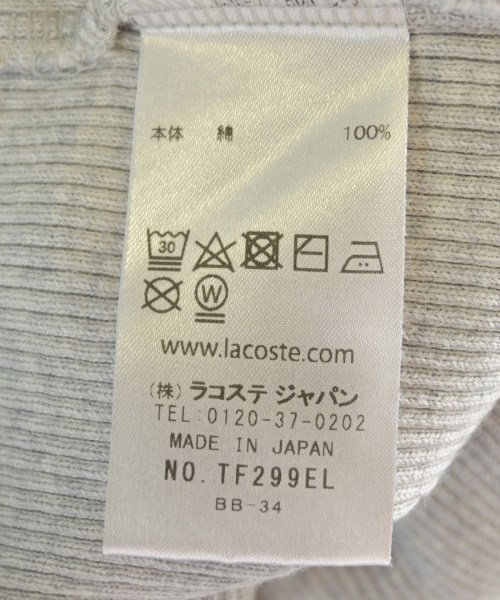 本体 綿 100%
30
W
www.lacoste.com
(株) ラコステ ジャパン
TEL:0120-37-0202
MADE IN JAPAN
NO. TF299EL
BB-34